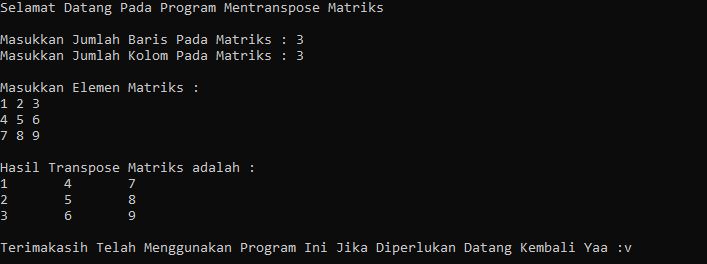 Selamat Datang Pada Program Mentranspose Matriks
Masukkan Jumlah Baris Pada Matriks : 3
Masukkan Jumlah Kolom Pada Matriks : 3
Masukkan Elemen Matriks :
1 2 3
4 5 6
7 8 9
Hasil Transpose Matriks adalah :
1 4 7
2 5 8
3 6 9
Terimakasih Telah Menggunakan Program Ini Jika Diperlukan Datang Kembali Yaa :v